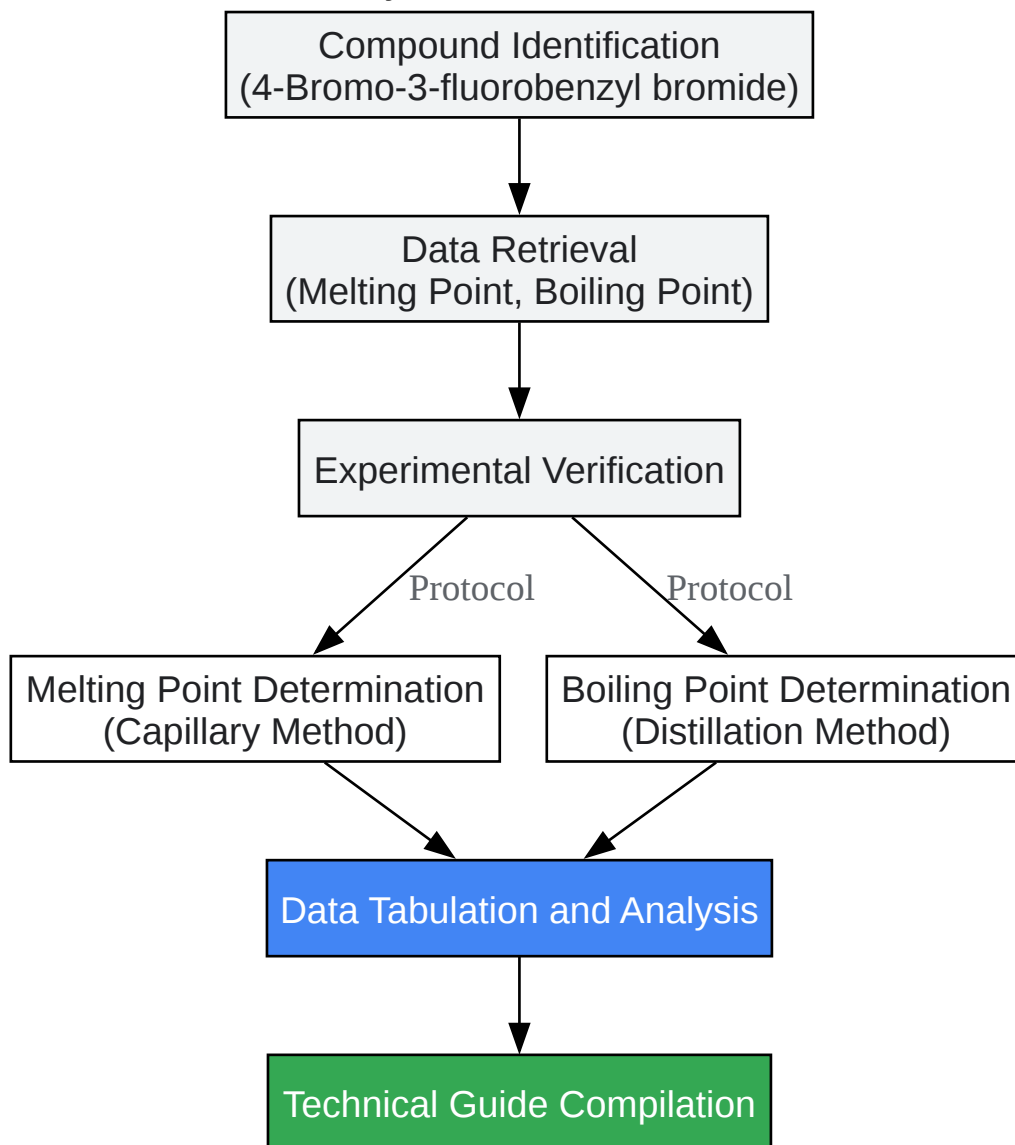 Compound Identification
(4-Bromo-3-fluorobenzyl bromide)
Data Retrieval
(Melting Point, Boiling Point)
Experimental Verification
Protocol
Protocol
Melting Point Determination
(Capillary Method)
Boiling Point Determination
(Distillation Method)
Data Tabulation and Analysis
Technical Guide Compilation